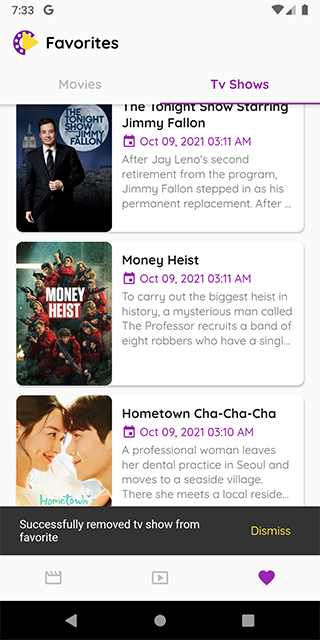 7:33 G
Favorites
Movies
Tv Shows
THE
TONIGHT
SHOW
JIMMY
FALLON
The Tonight Show Starring
Jimmy Fallon
Oct 09, 2021 03:11 AM
After Jay Leno's second
retirement from the program,
Jimmy Fallon stepped in as his
permanent replacement. After ...
MONEY
HEIST
Money Heist
Oct 09, 2021 03:11 AM
To carry out the biggest heist in
history, a mysterious man called
The Professor recruits a band of
eight robbers who have a singl...
Hometown
Hometown Cha-Cha-Cha
Oct 09, 2021 03:10 AM
A professional woman leaves
her dental practice in Seoul and
moves to a seaside village.
There she meets a local reside...
Successfully removed tv show from
favorite
Dismiss